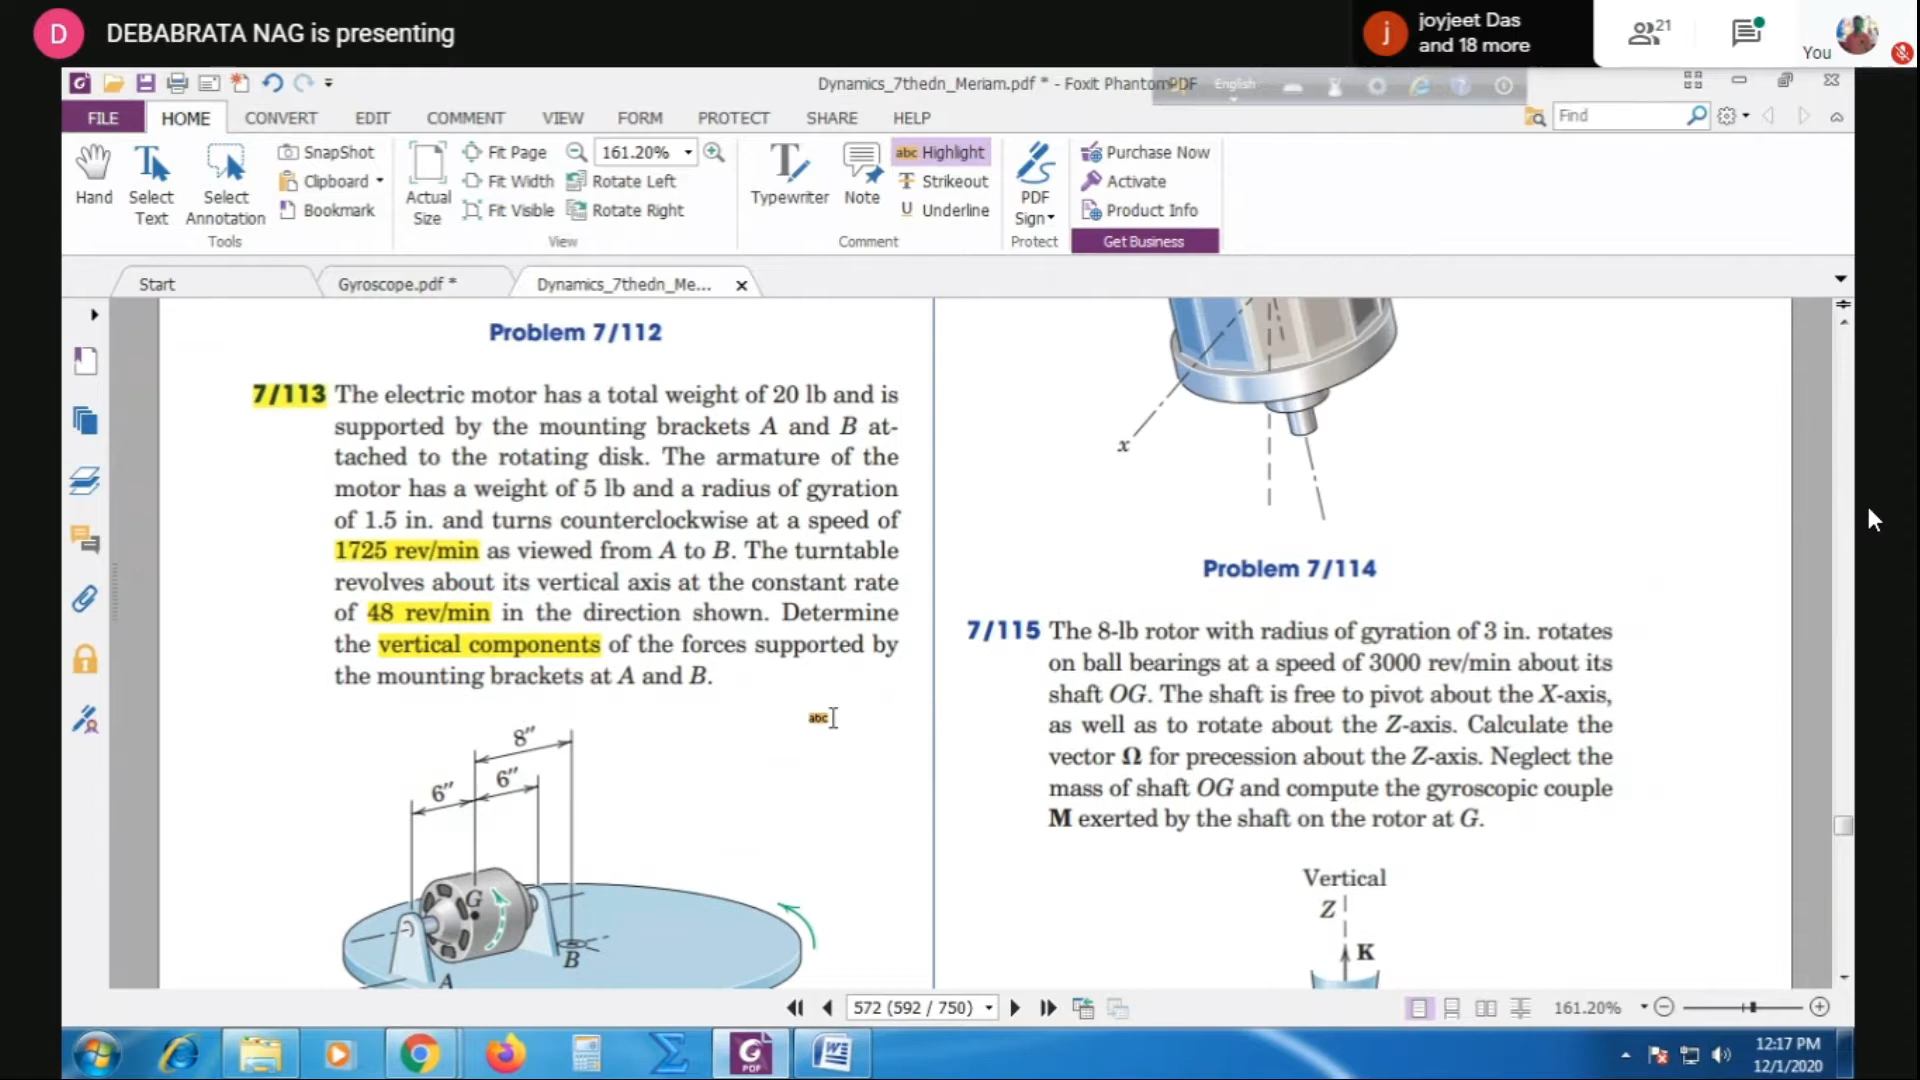 D
DEBABRATA NAG is presenting
j
joyjeet Das
and 18 more
21
You
Dynamics_7thedn_Meriam.pdf * - Foxit PhantomPDF
English
FILE
HOME
CONVERT
EDIT
COMMENT
VIEW
FORM
PROTECT
SHARE
HELP
Find
Hand
Select
Text
Select
Annotation
SnapShot
Clipboard
Bookmark
Tools
Actual
Size
Fit Page
Fit Width
Fit Visible
161.20%
Rotate Left
Rotate Right
View
Typewriter
Note
abc Highlight
Strikeout
U Underline
Comment
PDF
Sign
Protect
Purchase Now
Activate
Product Info
Get Business
Start
Gyroscope.pdf *
Dynamics_7thedn_Me...
Problem 7/112
7/113 The electric motor has a total weight of 20 lb and is
supported by the mounting brackets A and B at-
tached to the rotating disk. The armature of the
motor has a weight of 5 lb and a radius of gyration
of 1.5 in. and turns counterclockwise at a speed of
1725 rev/min as viewed from A to B. The turntable
revolves about its vertical axis at the constant rate
of 48 rev/min in the direction shown. Determine
the vertical components of the forces supported by
the mounting brackets at A and B.
abc
8″
6″
6″
G
B
A
x
Problem 7/114
7/115 The 8-lb rotor with radius of gyration of 3 in. rotates
on ball bearings at a speed of 3000 rev/min about its
shaft OG. The shaft is free to pivot about the X-axis,
as well as to rotate about the Z-axis. Calculate the
vector Ω for precession about the Z-axis. Neglect the
mass of shaft OG and compute the gyroscopic couple
M exerted by the shaft on the rotor at G.
Vertical
Z
K
572 (592 / 750)
161.20%
PDF
12:17 PM
12/1/2020